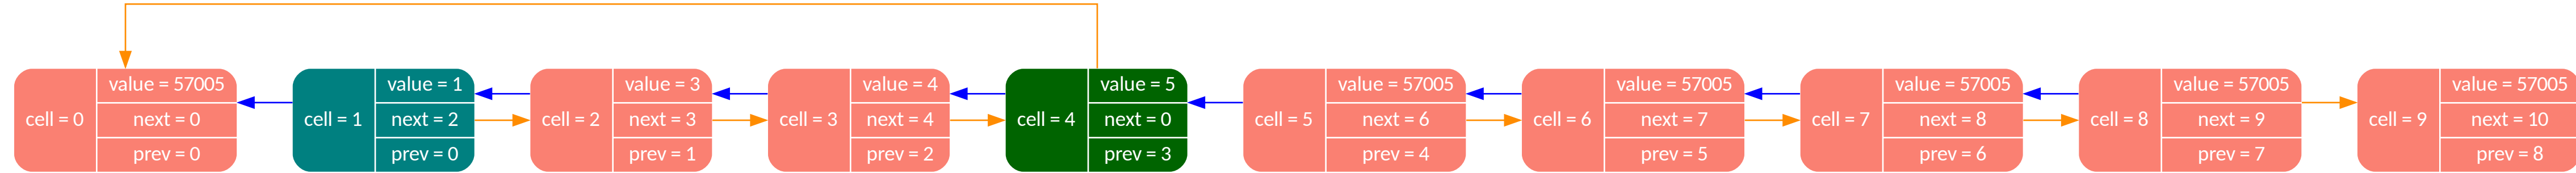 cell = 0
value = 57005
next = 0
prev = 0
cell = 1
value = 1
next = 2
prev = 0
cell = 2
value = 3
next = 3
prev = 1
cell = 3
value = 4
next = 4
prev = 2
cell = 4
value = 5
next = 0
prev = 3
cell = 5
value = 57005
next = 6
prev = 4
cell = 6
value = 57005
next = 7
prev = 5
cell = 7
value = 57005
next = 8
prev = 6
cell = 8
value = 57005
next = 9
prev = 7
cell = 9
value = 57005
next = 10
prev = 8